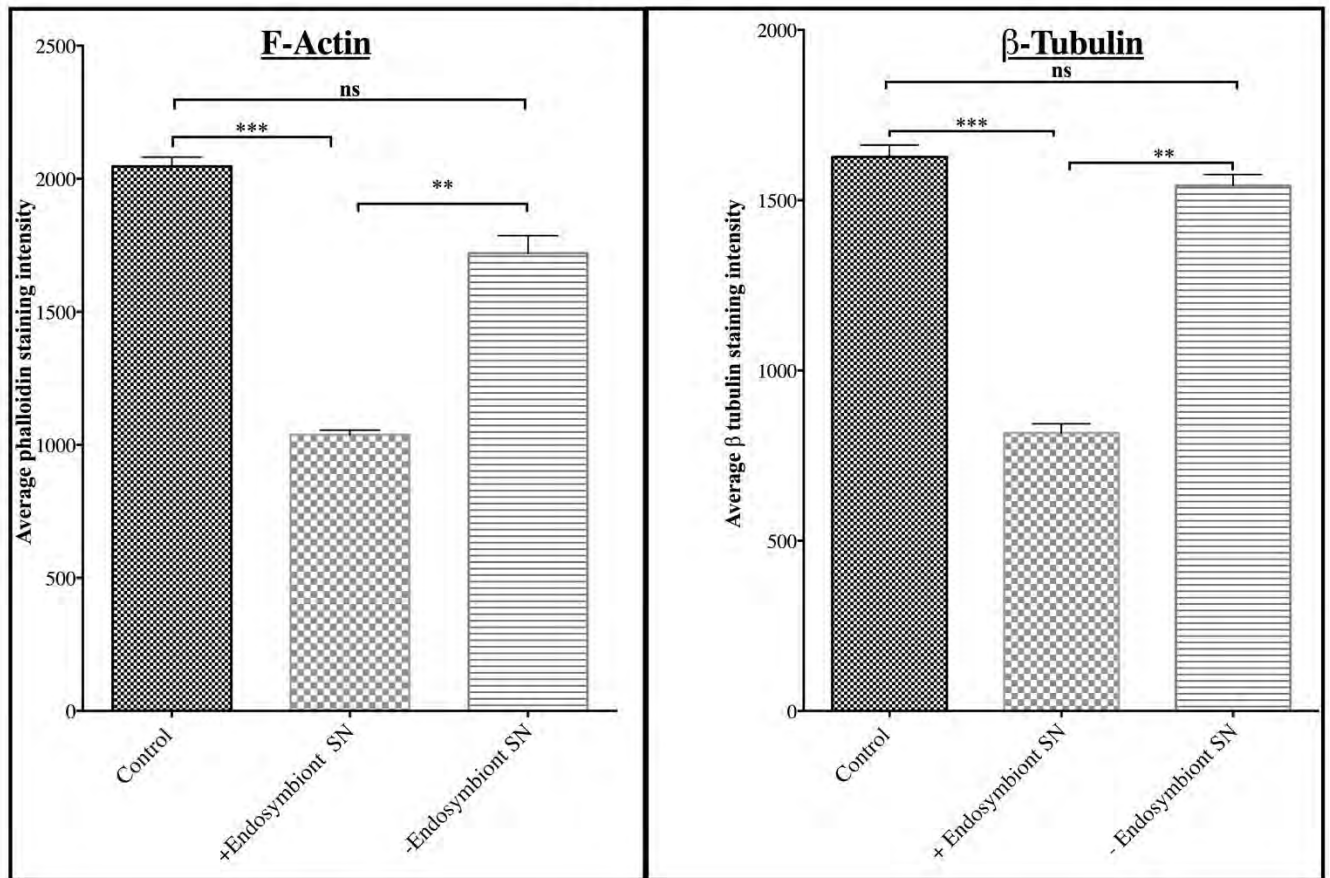 F-Actin
2500
2000
1500
1000
500
0
Average phalloidin staining intensity
ns
***
**
Control
+Endosymbiont SN
-Endosymbiont SN
β-Tubulin
2000
1500
1000
500
0
Average β tubulin staining intensity
ns
***
**
Control
+ Endosymbiont SN
- Endosymbiont SN